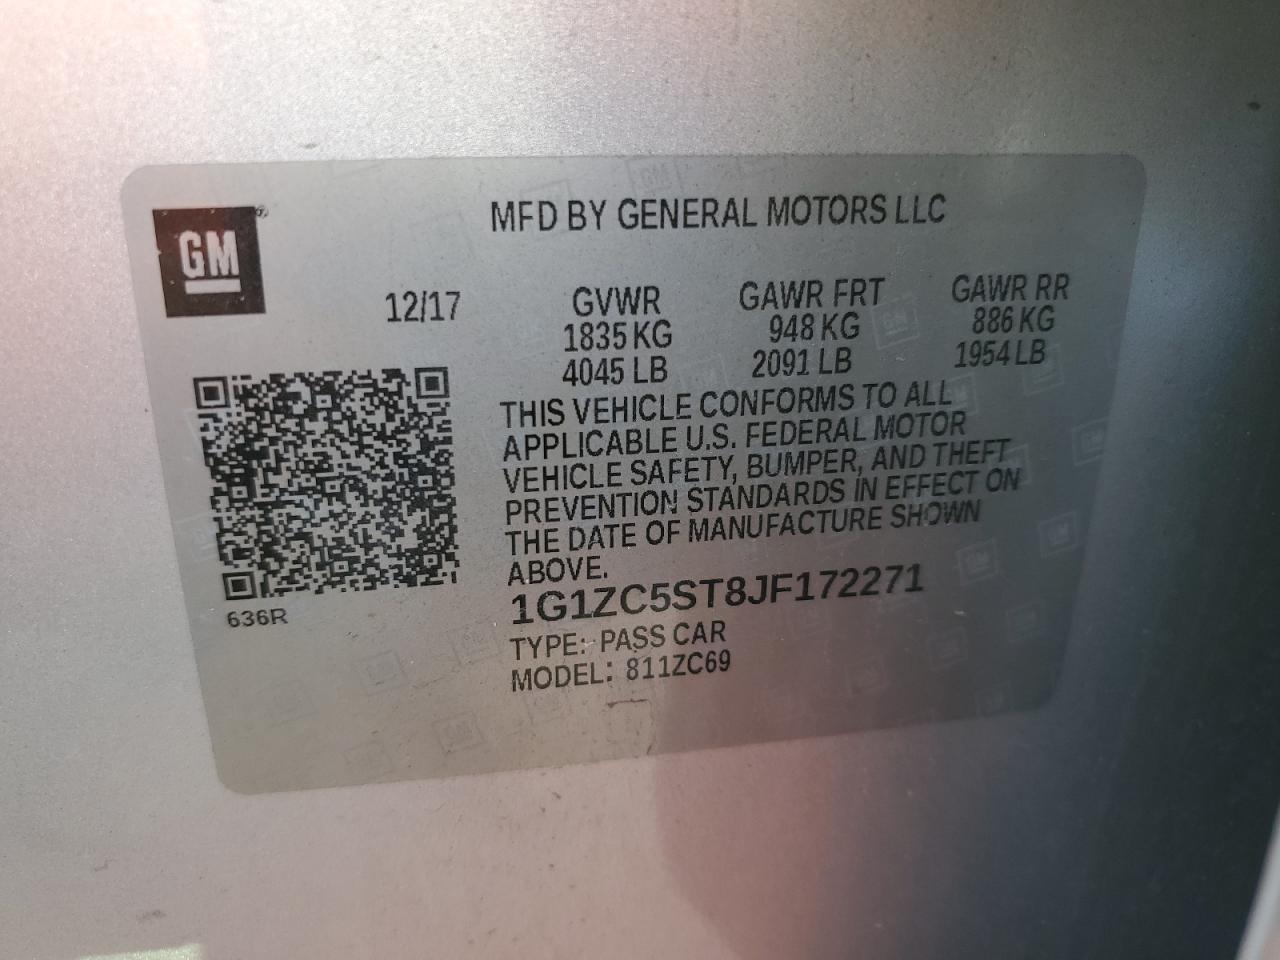 GM
MFD BY GENERAL MOTORS LLC
12/17
GVWR
1835 KG
4045 LB
GAWR FRT
948 KG
2091 LB
GAWR RR
886 KG
1954 LB
THIS VEHICLE CONFORMS TO ALL
APPLICABLE U.S. FEDERAL MOTOR
VEHICLE SAFETY, BUMPER, AND THEFT
PREVENTION STANDARDS IN EFFECT ON
THE DATE OF MANUFACTURE SHOWN
ABOVE.
636R
1G1ZC5ST8JF172271
TYPE: PASS CAR
MODEL: 811ZC69